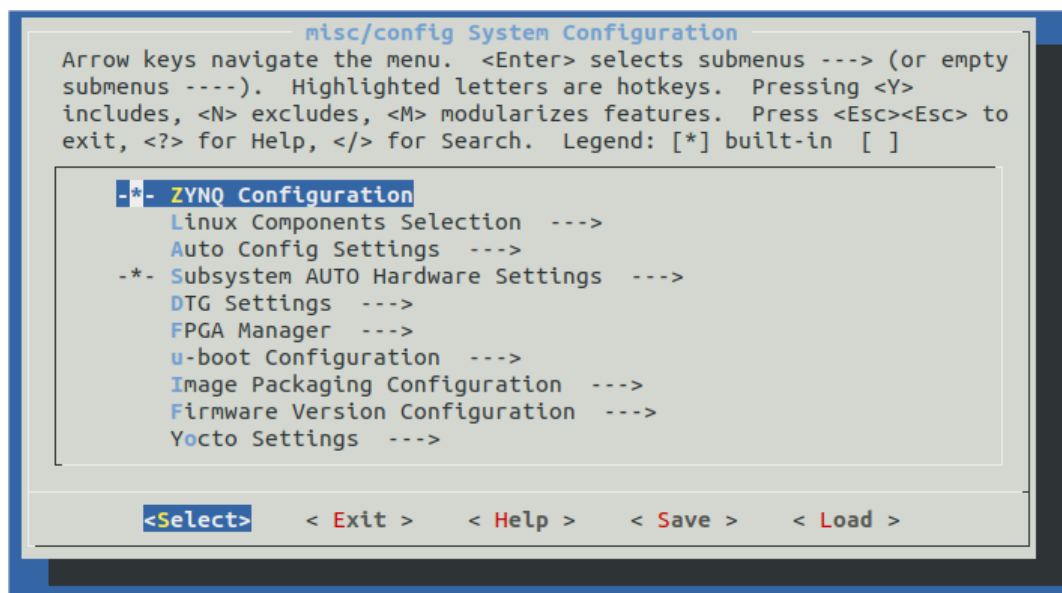 misc/config System Configuration
Arrow keys navigate the menu.  <Enter> selects submenus ---> (or empty
submenus ----).  Highlighted letters are hotkeys.  Pressing <Y>
includes, <N> excludes, <M> modularizes features.  Press <Esc><Esc> to
exit, <?> for Help, </> for Search.  Legend: [*] built-in  [ ]
-*- ZYNQ Configuration
Linux Components Selection  --->
Auto Config Settings  --->
-*- Subsystem AUTO Hardware Settings  --->
DTG Settings  --->
FPGA Manager  --->
u-boot Configuration  --->
Image Packaging Configuration  --->
Firmware Version Configuration  --->
Yocto Settings  --->
<Select>    < Exit >    < Help >    < Save >    < Load >